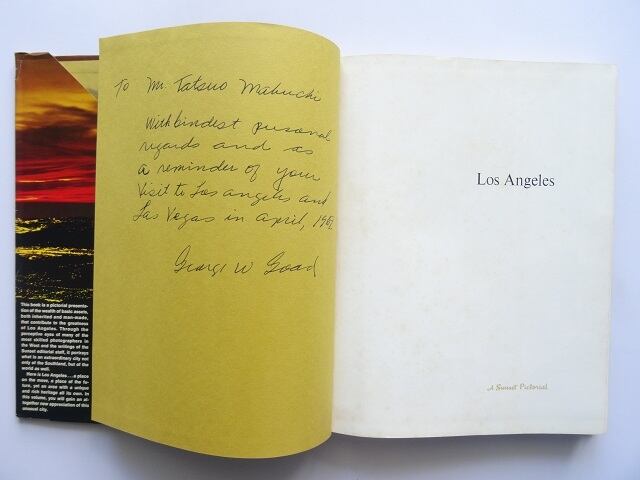 To Mr. Tatsuo Mabuchi
With kindest personal
regards and as
a reminder of your
visit to Los angeles and
Las Vegas in april,
George W Goad
This book is a pictorial presenta-
tion of the wealth of basic assets,
both inherited and man-made,
that contribute to the greatness
of Los Angeles. Through the
perceptive eyes of many of the
most skilled photographers in
the West and the writings of the
Sunset editorial staff, it portrays
what is an extraordinary city not
only of the Southland, but of the
world as well.
Here is Los Angeles...a place
on the move, a place of the fu-
ture, yet an area with a unique
and rich heritage all its own. In
this volume, you will gain an al-
together new appreciation of this
unusual city.
Los Angeles
A Sunset Pictorial